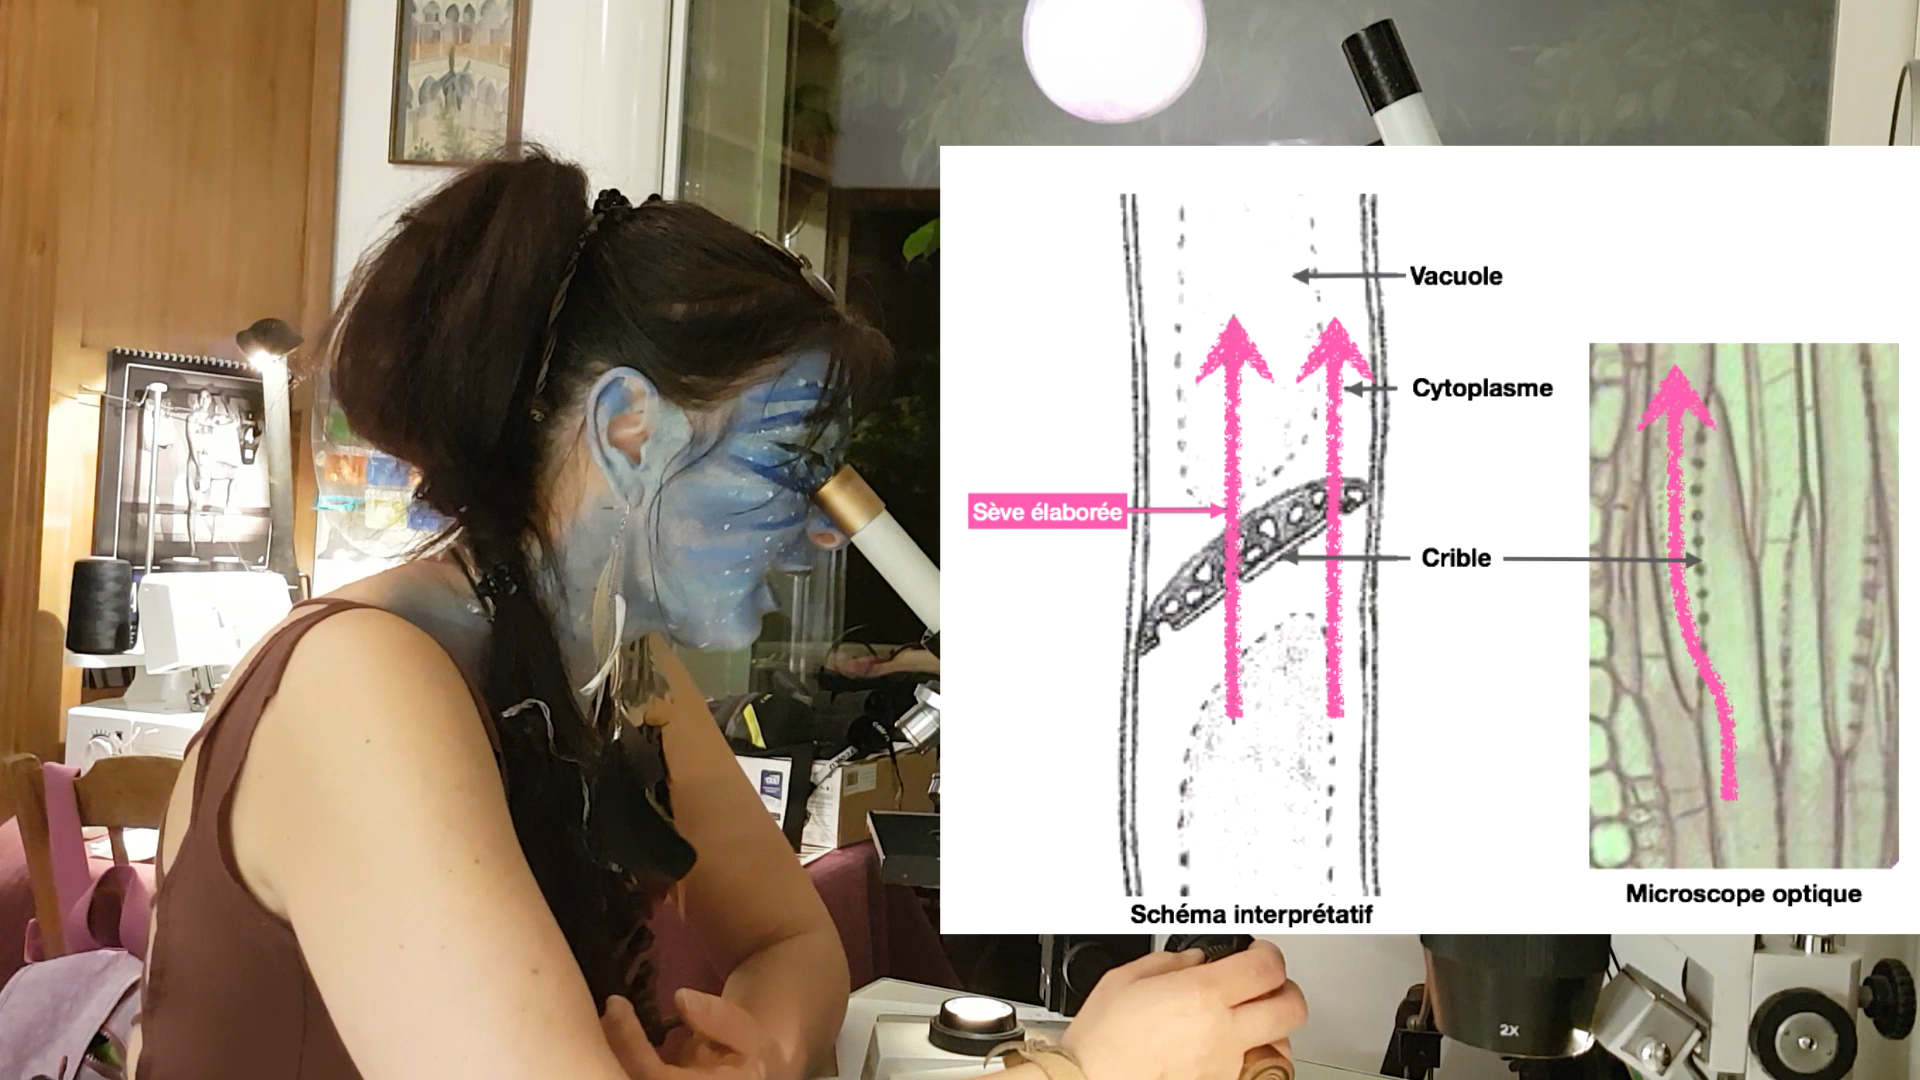 Vacuole
Cytoplasme
Sève élaborée
Crible
Schéma interprétatif
Microscope optique
2X